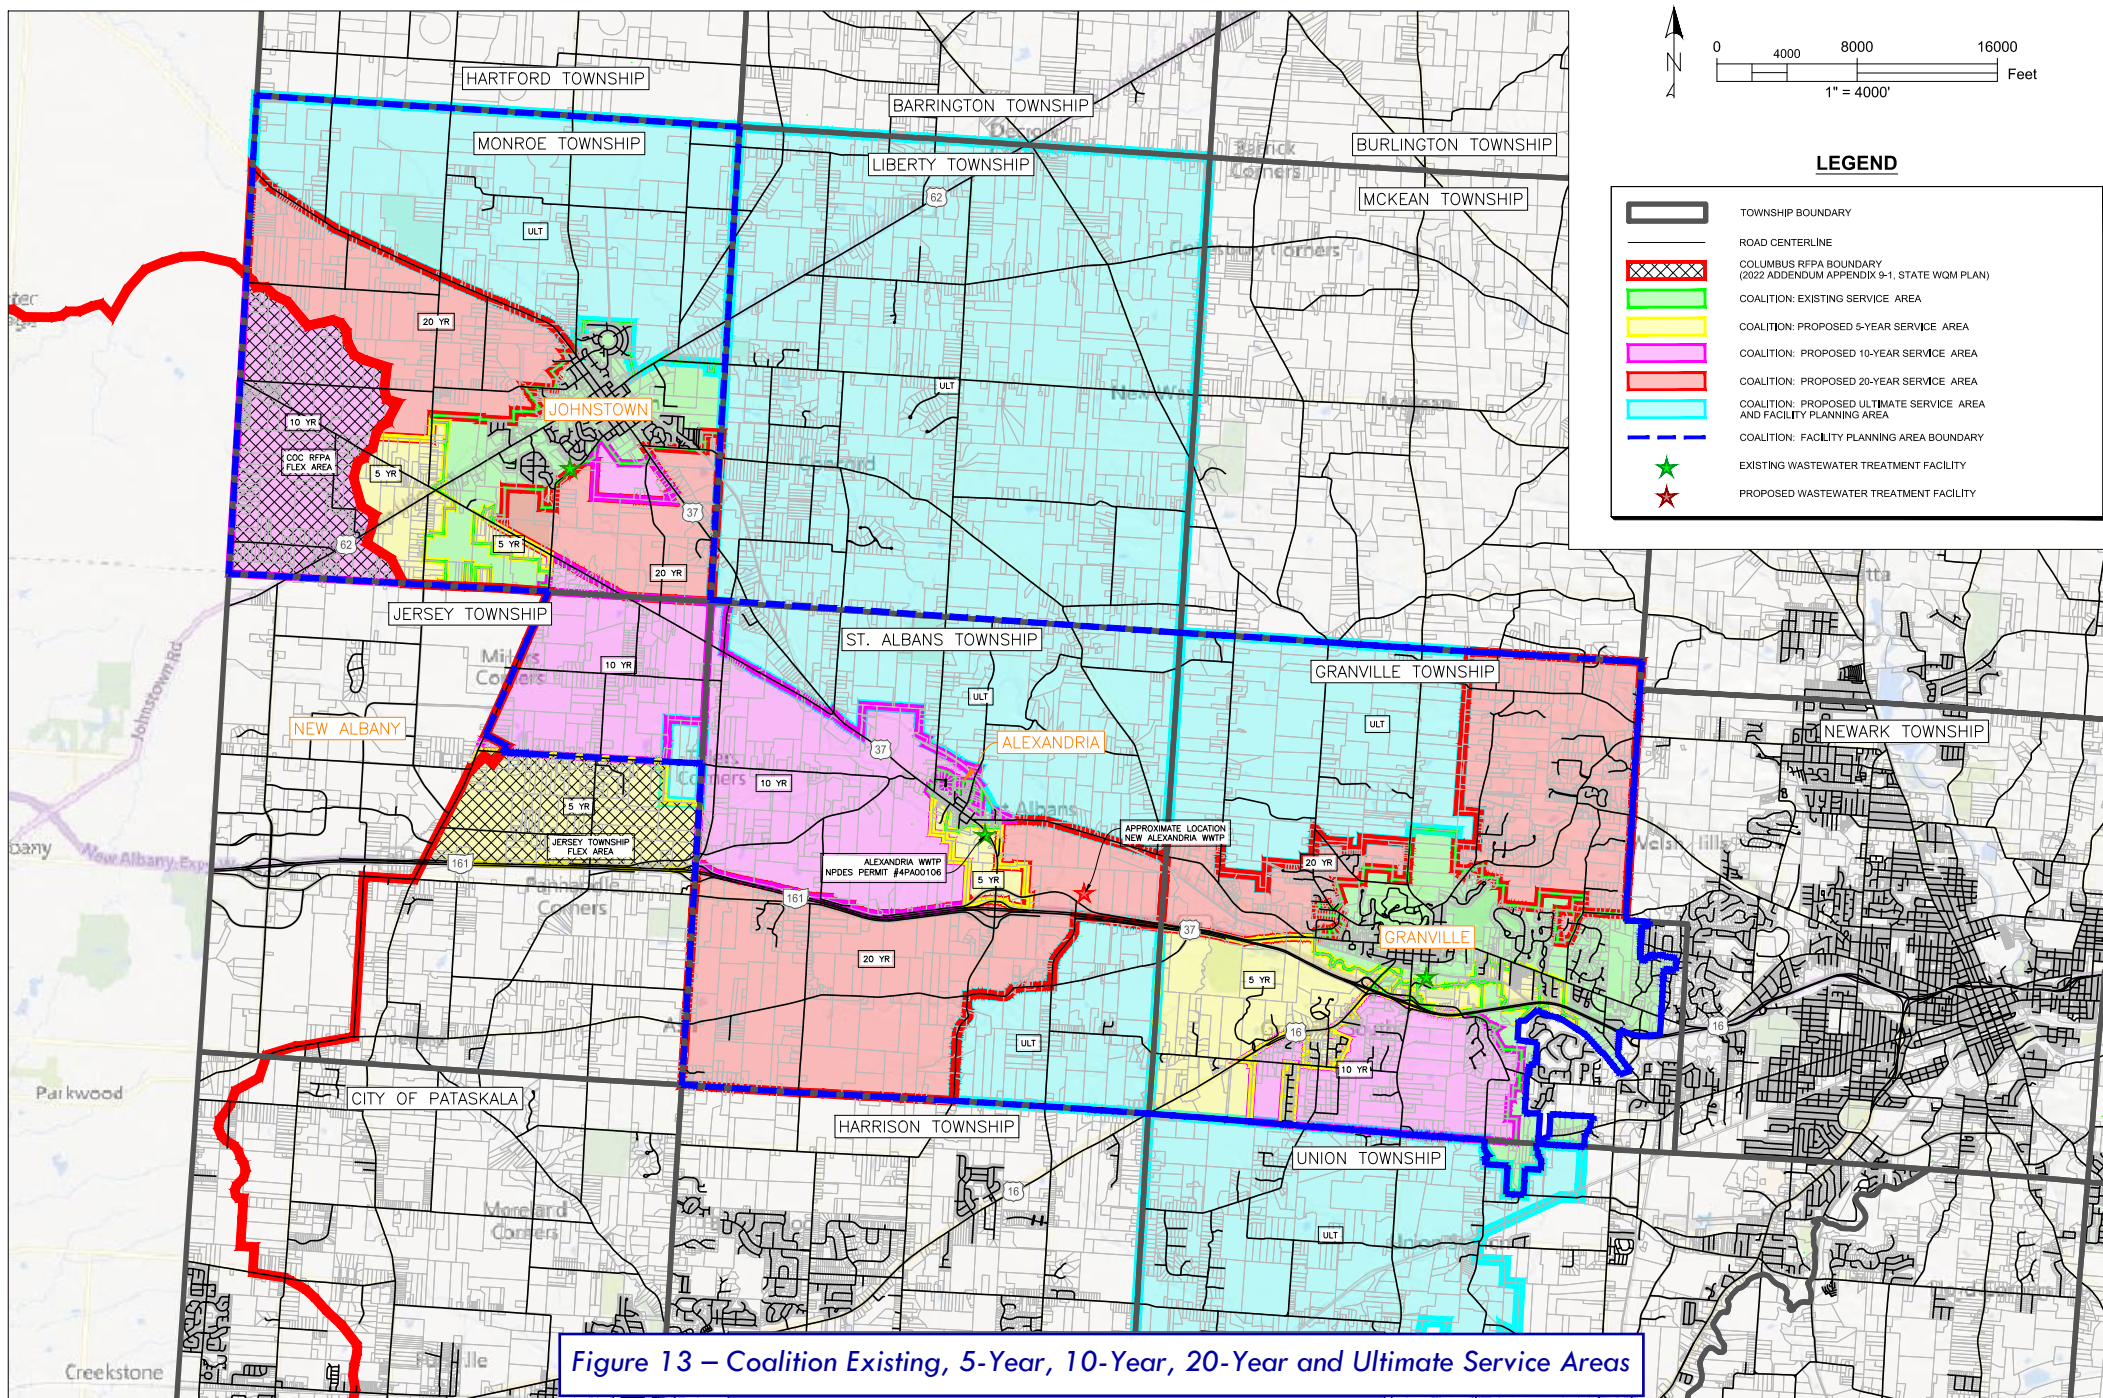 HARTFORD TOWNSHIP
BARRINGTON TOWNSHIP
MONROE TOWNSHIP
LIBERTY TOWNSHIP
BURLINGTON TOWNSHIP
MCKEAN TOWNSHIP
N
0 4000 8000 16000
Feet
1" = 4000'
LEGEND
TOWNSHIP BOUNDARY
ROAD CENTERLINE
COLUMBUS RFPA BOUNDARY
(2022 ADDENDUM APPENDIX 9-1, STATE WQM PLAN)
COALITION: EXISTING SERVICE AREA
COALITION: PROPOSED 5-YEAR SERVICE AREA
COALITION: PROPOSED 10-YEAR SERVICE AREA
COALITION: PROPOSED 20-YEAR SERVICE AREA
COALITION: PROPOSED ULTIMATE SERVICE AREA
AND FACILITY PLANNING AREA
COALITION: FACILITY PLANNING AREA BOUNDARY
EXISTING WASTEWATER TREATMENT FACILITY
PROPOSED WASTEWATER TREATMENT FACILITY
62
ULT
20 YR
ULT
JOHNSTOWN
10 YR
COC RFPA
FLEX AREA
5 YR
Concord
37
62
5 YR
20 YR
JERSEY TOWNSHIP
ST. ALBANS TOWNSHIP
10 YR
Corners
ULT
GRANVILLE TOWNSHIP
ULT
Johnstown Rd
NEW ALBANY
37
ALEXANDRIA
NEWARK TOWNSHIP
Corners
10 YR
5 YR
JERSEY TOWNSHIP
FLEX AREA
APPROXIMATE LOCATION
NEW ALEXANDRIA WWTP
161
ALEXANDRIA WWTP
NPDES PERMIT #4PA00106
5 YR
20 YR
Corners
161
37
GRANVILLE
20 YR
5 YR
16
16
ULT
10 YR
Parkwood
CITY OF PATASKALA
HARRISON TOWNSHIP
UNION TOWNSHIP
16
Moreland
Corners
ULT
Creekstone
Figure 13 – Coalition Existing, 5-Year, 10-Year, 20-Year and Ultimate Service Areas